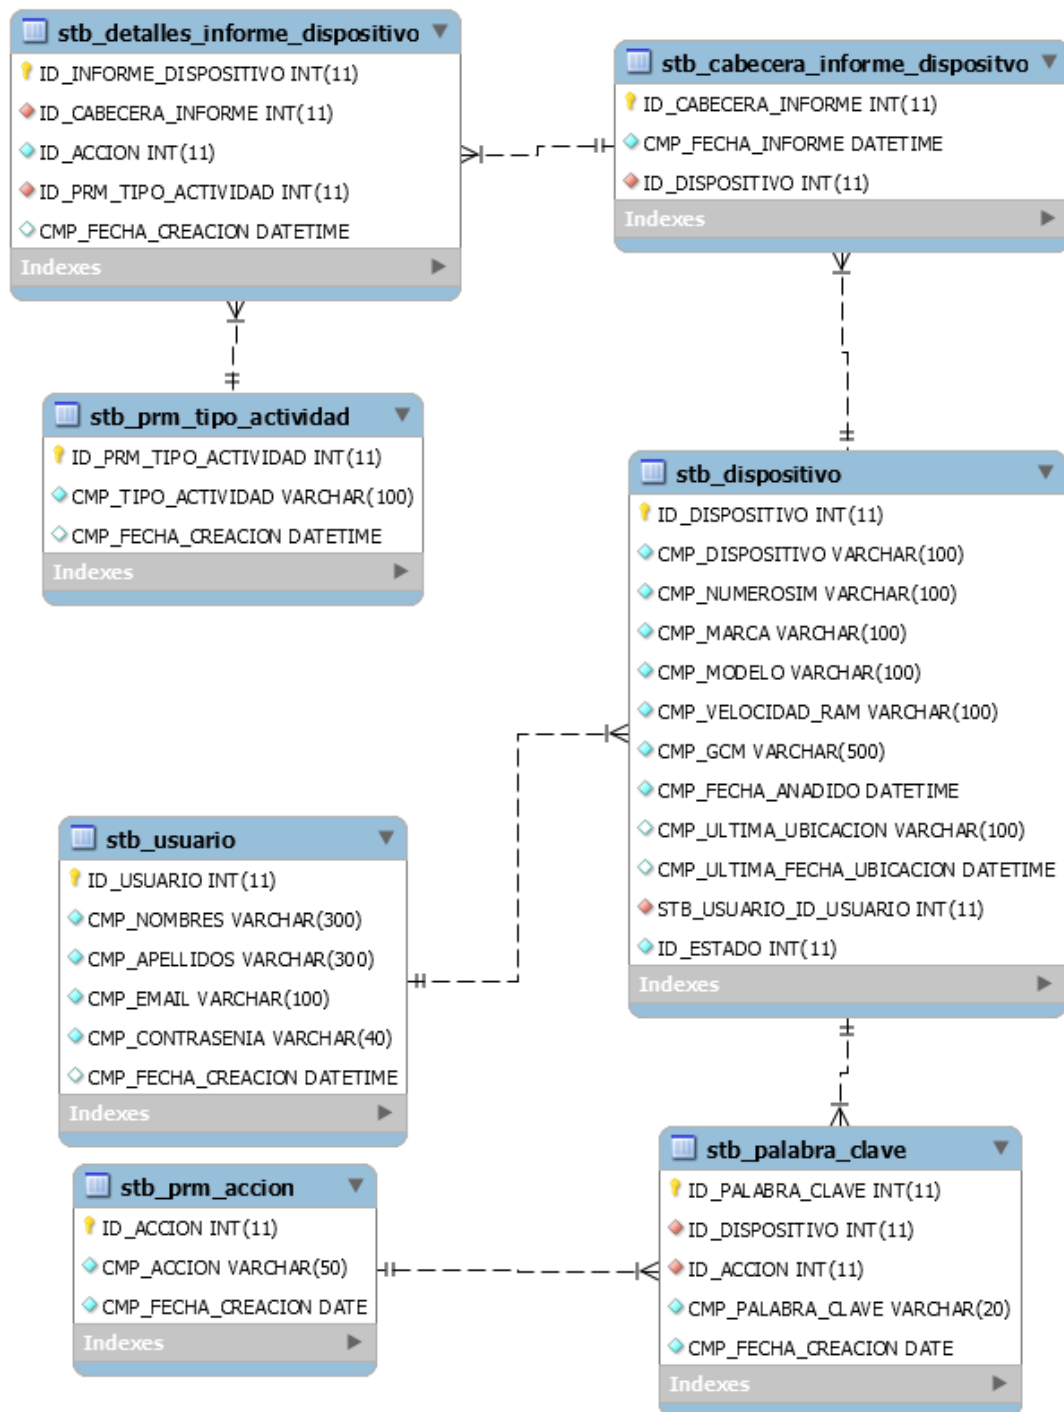 stb_detalles_informe_dispositivo
ID_INFORME_DISPOSITIVO INT(11)
ID_CABECERA_INFORME INT(11)
ID_ACCION INT(11)
ID_PRM_TIPO_ACTIVIDAD INT(11)
CMP_FECHA_CREACION DATETIME
Indexes
stb_cabecera_informe_dispositvo
ID_CABECERA_INFORME INT(11)
CMP_FECHA_INFORME DATETIME
ID_DISPOSITIVO INT(11)
Indexes
stb_prm_tipo_actividad
ID_PRM_TIPO_ACTIVIDAD INT(11)
CMP_TIPO_ACTIVIDAD VARCHAR(100)
CMP_FECHA_CREACION DATETIME
Indexes
stb_dispositivo
ID_DISPOSITIVO INT(11)
CMP_DISPOSITIVO VARCHAR(100)
CMP_NUMEROSIM VARCHAR(100)
CMP_MARCA VARCHAR(100)
CMP_MODELO VARCHAR(100)
CMP_VELOCIDAD_RAM VARCHAR(100)
CMP_GCM VARCHAR(500)
CMP_FECHA_ANADIDO DATETIME
CMP_ULTIMA_UBICACION VARCHAR(100)
CMP_ULTIMA_FECHA_UBICACION DATETIME
STB_USUARIO_ID_USUARIO INT(11)
ID_ESTADO INT(11)
Indexes
stb_usuario
ID_USUARIO INT(11)
CMP_NOMBRES VARCHAR(300)
CMP_APELLIDOS VARCHAR(300)
CMP_EMAIL VARCHAR(100)
CMP_CONTRASENIA VARCHAR(40)
CMP_FECHA_CREACION DATETIME
Indexes
stb_prm_accion
ID_ACCION INT(11)
CMP_ACCION VARCHAR(50)
CMP_FECHA_CREACION DATE
Indexes
stb_palabra_clave
ID_PALABRA_CLAVE INT(11)
ID_DISPOSITIVO INT(11)
ID_ACCION INT(11)
CMP_PALABRA_CLAVE VARCHAR(20)
CMP_FECHA_CREACION DATE
Indexes